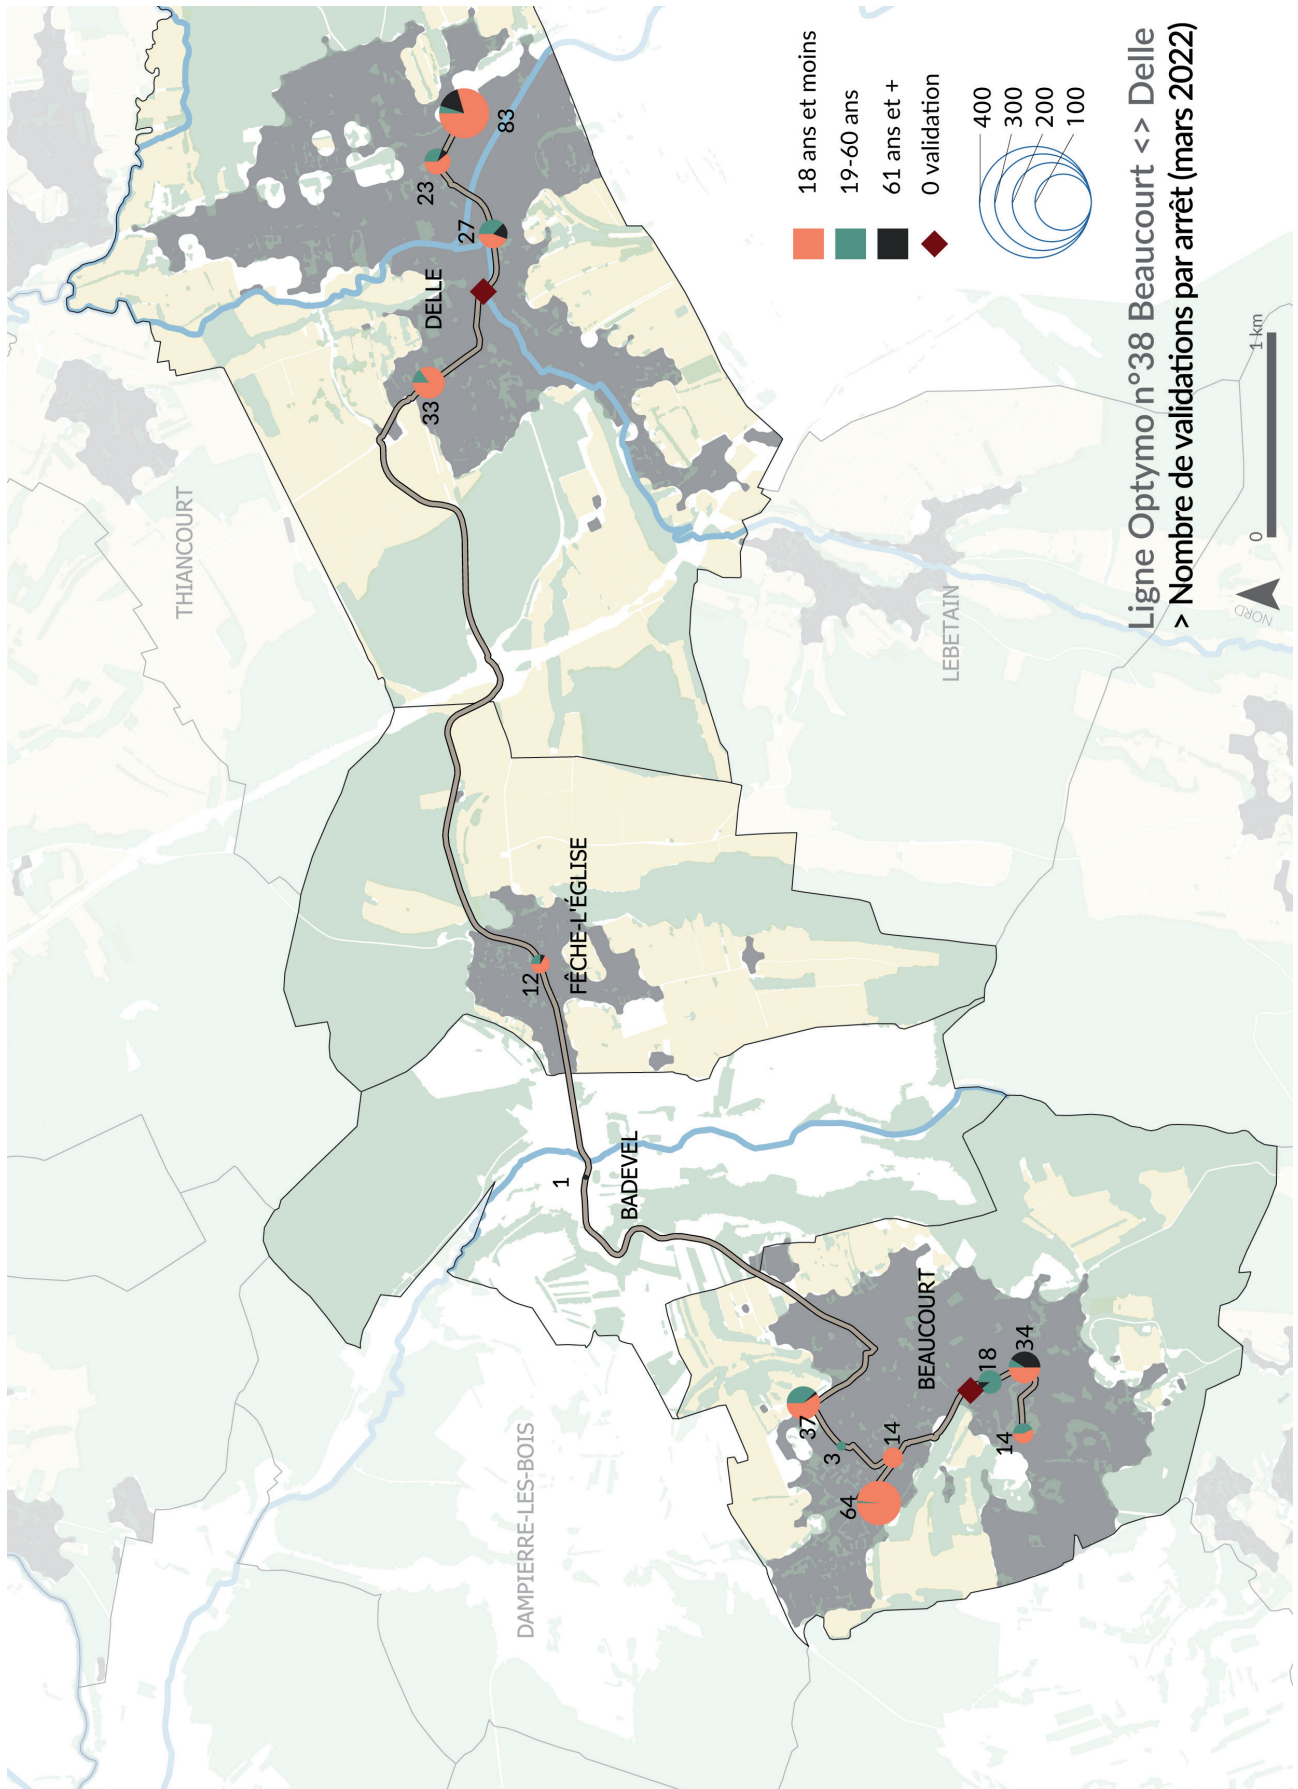 THIANCOURT
DELLE
83
23
27
33
12
FÊCHE-L'ÉGLISE
1
BADEVEL
BEAUCOURT
37
3
14
64
18
34
14
DAMPIERRE-LES-BOIS
LEBETAIN
18 ans et moins
19-60 ans
61 ans et +
0 validation
400
300
200
100
Ligne Optymo n°38 Beaucourt <> Delle
> Nombre de validations par arrêt (mars 2022)
NORD
0
1 km